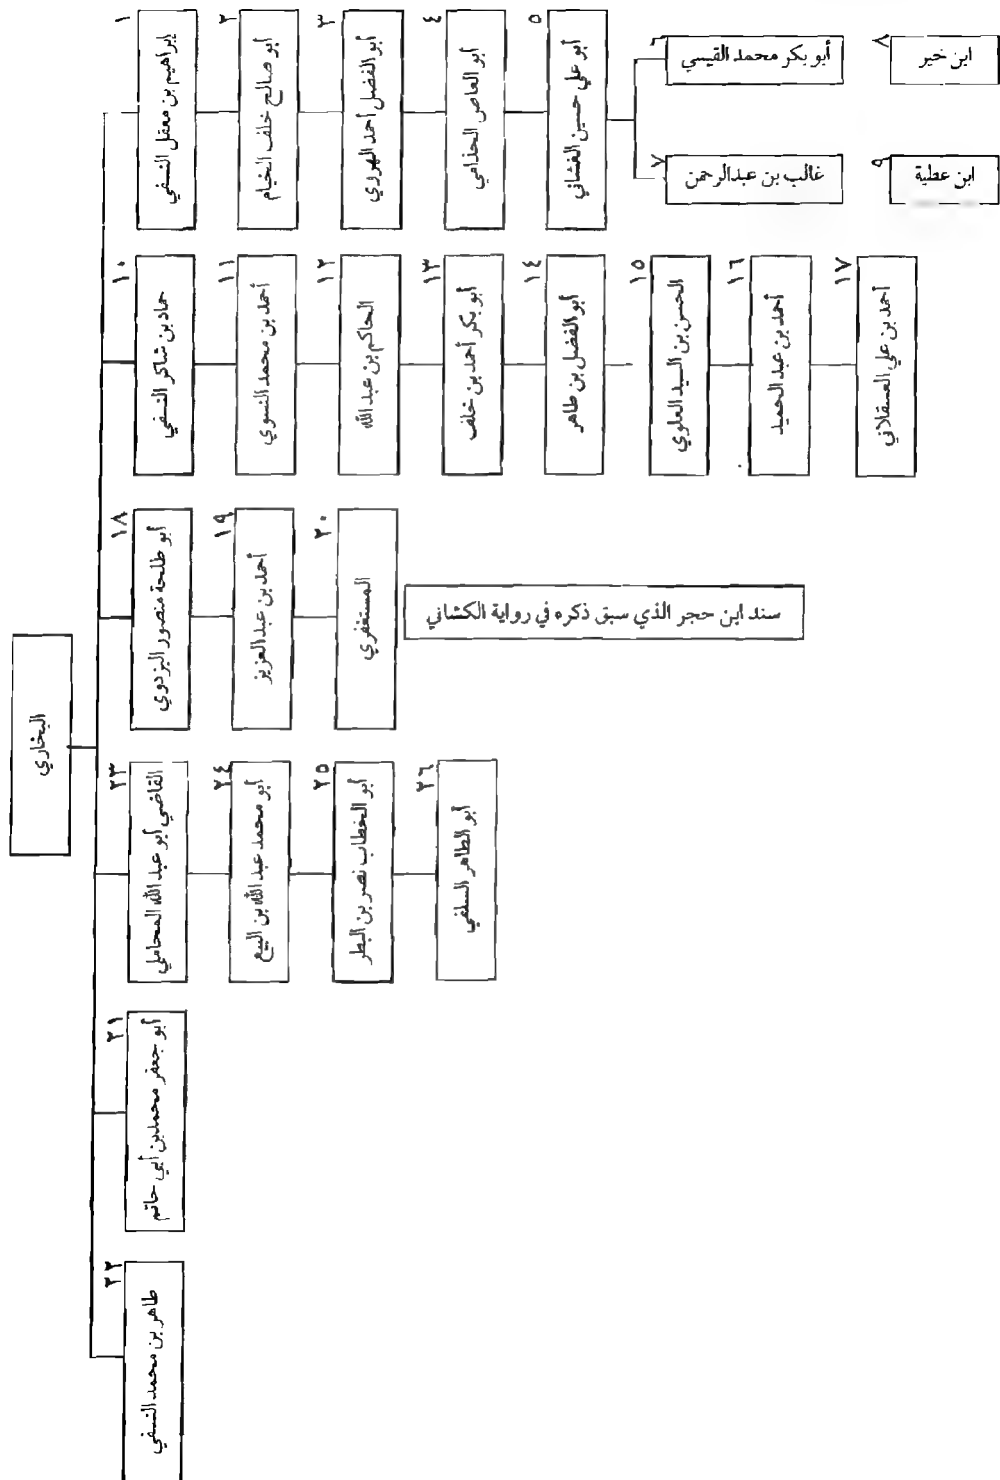 البخاري
١
إبراهيم بن معقل النسفي
٢
أبو صالح خلف الخيام
٣
أبو الفضل أحمد الهروي
٤
أبو العاص الحذامي
٥
أبو علي حسين الغشاني
٦
أبو بكر محمد القيسي
٧
غالب بن عبدالرحمن
٨
ابن خير
٩
ابن عطية
١٠
حماد بن شاكر النسفي
١١
أحمد بن محمد النسوي
١٢
الحاكم بن عبد الله
١٣
أبو بكر أحمد بن خلف
١٤
أبو الفضل بن طاهر
١٥
الحسن بن السيد العلوي
١٦
أحمد بن عبد الحميد
١٧
أحمد بن علي العسقلاني
١٨
أبو طلحة منصور البزدوي
١٩
أحمد بن عبد العزيز
٢٠
المستغفري
سند ابن حجر الذي سبق ذكره في رواية الكشاني
٢٣
القاضي أبو عبد الله المحاملي
٢٤
أبو محمد عبد الله بن البيع
٢٥
أبو الخطاب نصر بن البطر
٢٦
أبو الطاهر السلفي
٢١
أبو جعفر محمد بن أبي حاتم
٢٢
طاهر بن محمد النسفي